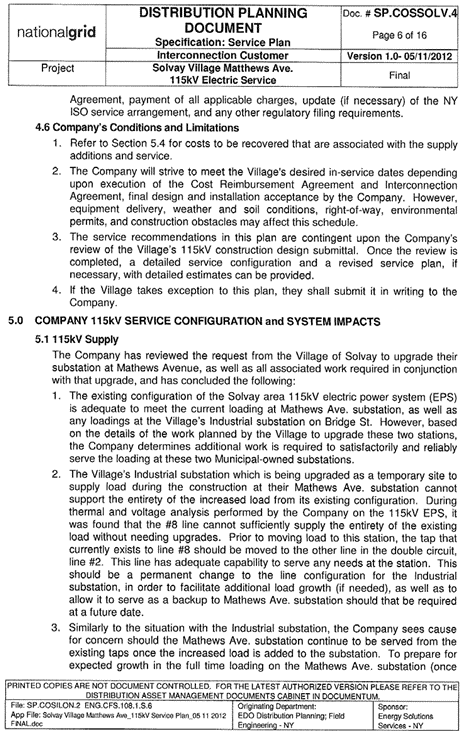 nationalgrid
DISTRIBUTION PLANNING
DOCUMENT
Specification: Service Plan
Doc. # SP.COSSOLV.4
Page 6 of 16
Interconnection Customer
Version 1.0- 05/11/2012
Project
Solvay Village Matthews Ave.
115kV Electric Service
Final
Agreement, payment of all applicable charges, update (if necessary) of the NY
ISO service arrangement, and any other regulatory filing requirements.
4.6 Company's Conditions and Limitations
1. Refer to Section 5.4 for costs to be recovered that are associated with the supply
additions and service.
2. The Company will strive to meet the Village's desired in-service dates depending
upon execution of the Cost Reimbursement Agreement and Interconnection
Agreement, final design and installation acceptance by the Company. However,
equipment delivery, weather and soil conditions, right-of-way, environmental
permits, and construction obstacles may affect this schedule.
3. The service recommendations in this plan are contingent upon the Company's
review of the Village's 115kV construction design submittal. Once the review is
completed, a detailed service configuration and a revised service plan, if
necessary, with detailed estimates can be provided.
4. If the Village takes exception to this plan, they shall submit it in writing to the
Company.
5.0 COMPANY 115kV SERVICE CONFIGURATION and SYSTEM IMPACTS
5.1 115kV Supply
The Company has reviewed the request from the Village of Solvay to upgrade their
substation at Mathews Avenue, as well as all associated work required in conjunction
with that upgrade, and has concluded the following:
1. The existing configuration of the Solvay area 115kV electric power system (EPS)
is adequate to meet the current loading at Mathews Ave. substation, as well as
any loadings at the Village's Industrial substation on Bridge St. However, based
on the details of the work planned by the Village to upgrade these two stations,
the Company determines additional work is required to satisfactorily and reliably
serve the loading at these two Municipal-owned substations.
2. The Village's Industrial substation which is being upgraded as a temporary site to
supply load during the construction at their Mathews Ave. substation cannot
support the entirety of the increased load from its existing configuration. During
thermal and voltage analysis performed by the Company on the 115kV EPS, it
was found that the #8 line cannot sufficiently supply the entirety of the existing
load without needing upgrades. Prior to moving load to this station, the tap that
currently exists to line #8 should be moved to the other line in the double circuit,
line #2. This line has adequate capability to serve any needs at the station. This
should be a permanent change to the line configuration for the Industrial
substation, in order to facilitate additional load growth (if needed), as well as to
allow it to serve as a backup to Mathews Ave. substation should that be required
at a future date.
3. Similarly to the situation with the Industrial substation, the Company sees cause
for concern should the Mathews Ave. substation continue to be served from the
existing taps once the increased load is added to the substation. To prepare for
expected growth in the full time loading on the Mathews Ave. substation (once
PRINTED COPIES ARE NOT DOCUMENT CONTROLLED. FOR THE LATEST AUTHORIZED VERSION PLEASE REFER TO THE
DISTRIBUTION ASSET MANAGEMENT DOCUMENTS CABINET IN DOCUMENTUM.
File: SP.COSILON.2 ENG.CFS.108.1.S.6
App File: Solvay Village Matthews Ave_115kV Service Plan_05 11 2012
FINAL.doc
Originating Department:
EDO Distribution Planning; Field
Engineering - NY
Sponsor:
Energy Solutions
Services - NY